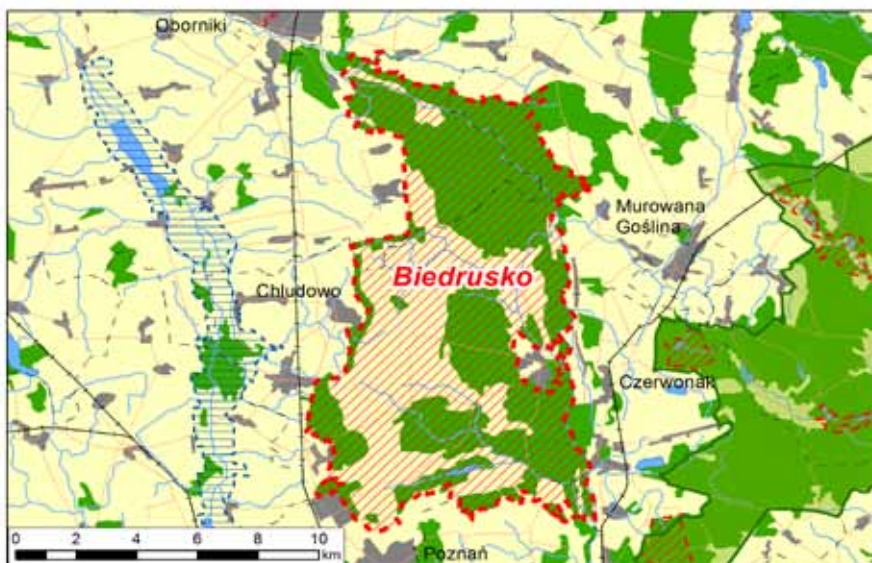 Oborniki
Murowana
Goślina
Biedrusko
Chludowo
Czerwonak
0 2 4 6 8 10
km
Poznań